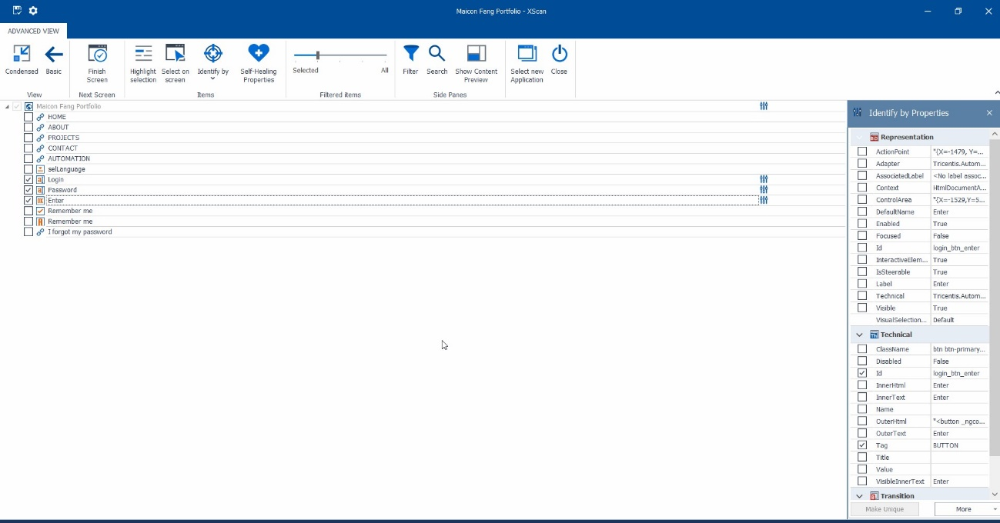 Maicon Fang Portfolio - XScan
ADVANCED VIEW
Condensed
Basic
Finish Screen
Highlight selection
Select on screen
Identify by
Self-Healing Properties
Selected
All
Filter
Search
Show Content Preview
Select new Application
Close
View
Next Screen
Items
Filtered items
Side Panes
Maicon Fang Portfolio
HOME
ABOUT
PROJECTS
CONTACT
AUTOMATION
selLanguage
Login
Password
Enter
Remember me
Remember me
I forgot my password
Identify by Properties
Representation
ActionPoint "{X=-1479, Y=...
Adapter Tricentis.Autom...
AssociatedLabel <No label assoc...
Context HtmlDocumentA...
ControlArea "{X=-1529,Y=5...
DefaultName Enter
Enabled True
Focused False
Id login_btn_enter
InteractiveElem... True
IsSteerable True
Label Enter
Technical Tricentis.Autom...
Visible True
VisualSelection... Default
Technical
ClassName btn btn-primary...
Disabled False
Id login_btn_enter
InnerHtml Enter
InnerText Enter
Name
OuterHtml "<button _ngco...
OuterText Enter
Tag BUTTON
Title
Value
VisibleInnerText Enter
Transition
Make Unique
More